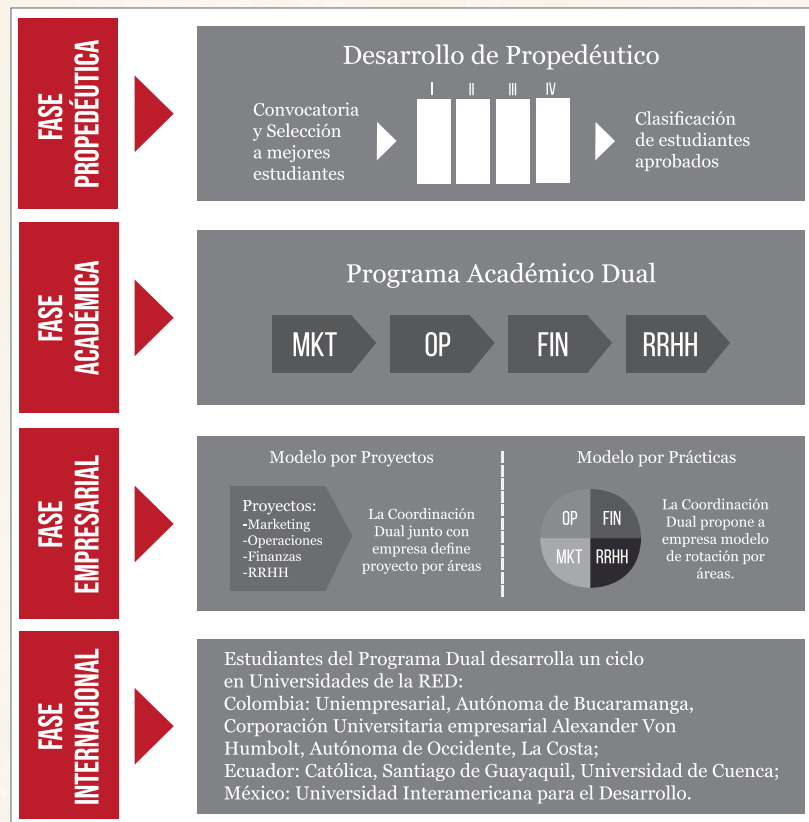 FASE
PROPEDÉUTICA
Desarrollo de Propedéutico
I II III IV
Convocatoria
y Selección
a mejores
estudiantes
Clasificación
de estudiantes
aprobados
FASE
ACADÉMICA
Programa Académico Dual
MKT OP FIN RRHH
FASE
EMPRESARIAL
Modelo por Proyectos
Proyectos:
-Marketing
-Operaciones
-Finanzas
-RRHH
La Coordinación
Dual junto con
empresa define
proyecto por áreas
Modelo por Prácticas
OP FIN
MKT RRHH
La Coordinación
Dual propone a
empresa modelo
de rotación por
áreas.
FASE
INTERNACIONAL
Estudiantes del Programa Dual desarrolla un ciclo
en Universidades de la RED:
Colombia: Uniempresarial, Autónoma de Bucaramanga,
Corporación Universitaria empresarial Alexander Von
Humbolt, Autónoma de Occidente, La Costa;
Ecuador: Católica, Santiago de Guayaquil, Universidad de Cuenca;
México: Universidad Interamericana para el Desarrollo.